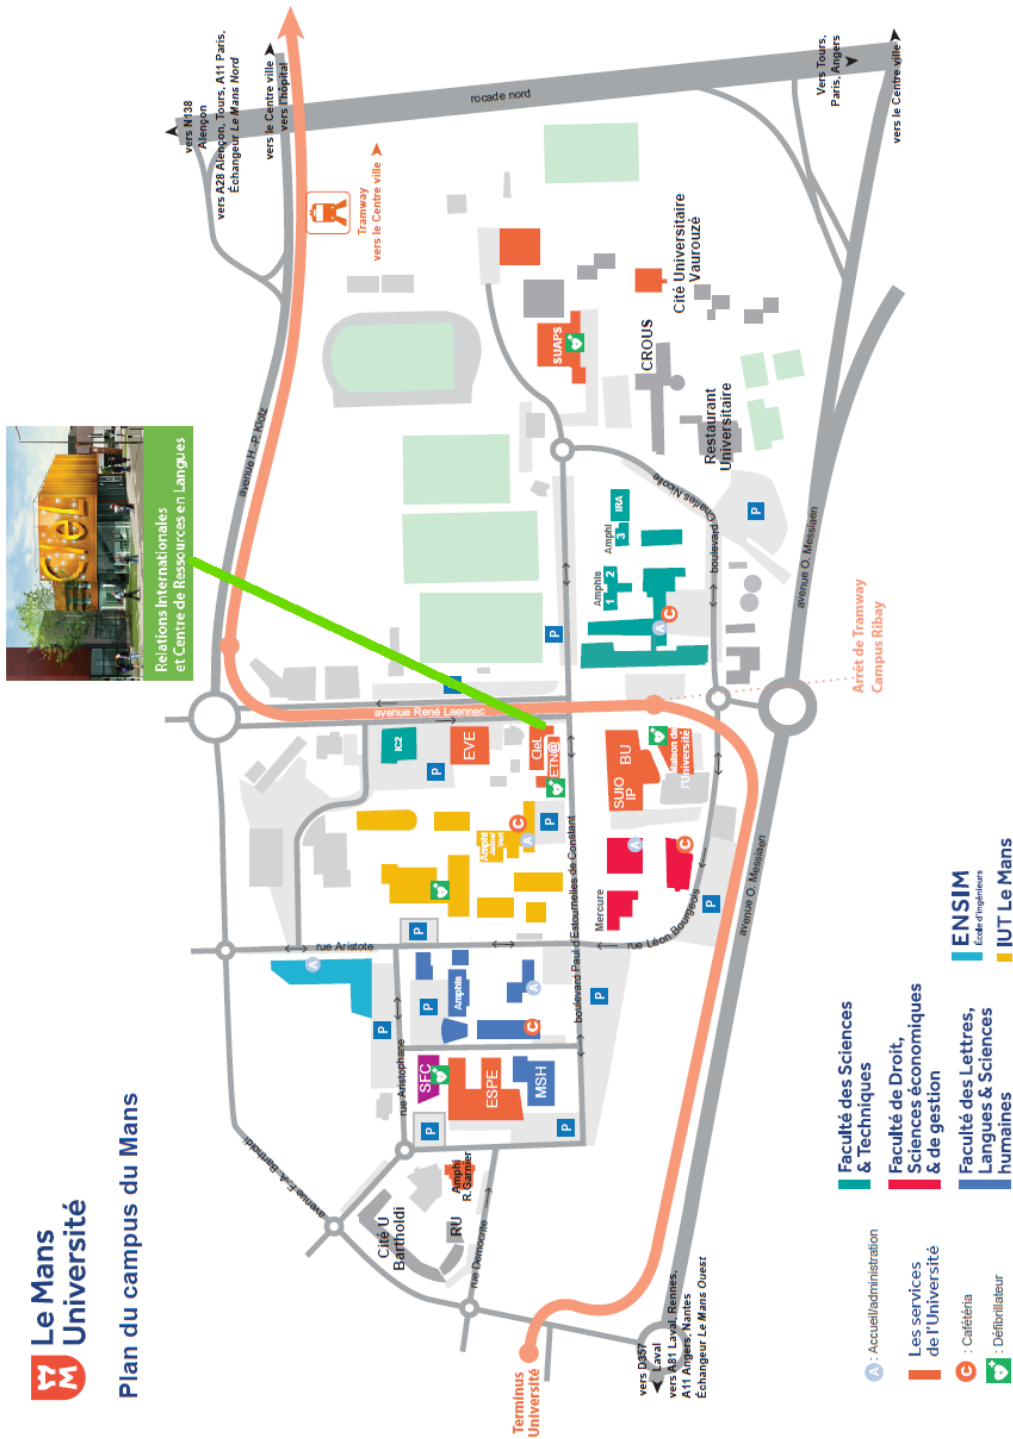 Le Mans
Université
Plan du campus du Mans
vers N138
Alençon
vers A28 Alençon, Tours, A11 Paris,
Échangeur Le Mans Nord
vers le Centre ville
vers l'hôpital
Tramway
vers le Centre ville
rocade nord
Vers Tours,
Paris, Angers
vers le Centre ville
avenue H.-P. Klotz
CleL
Relations Internationales
et Centre de Ressources en Langues
SUAPS
Cité Universitaire
Vaurouzé
CROUS
Restaurant
Universitaire
boulevard Charles Nicolle
P
IRA
Amphi
3
Amphis
1 2
A
C
P
P
avenue O. Messiaen
Arrêt de Tramway
Campus Ribay
avenue René Laennec
IC2
EVE
P
CleL
ETN@
P
SUIO
IP
BU
Maison de
l'Université
Amphi
Vert
C
A
A
C
Mercure
P
boulevard Paul d'Estournelles de Constant
rue Léon Bourgeois
avenue O. Messiaen
rue Aristote
P
A
P
P
Amphis
A
C
P
rue Aristophane
SFC
ESPE
MSH
P
P
avenue F.-A. Bartholdi
Amphi
R.Garnier
Cité U
Bartholdi
RU
rue Démocrite
Terminus
Université
vers D357
Laval
vers A81 Laval, Rennes,
A11 Angers, Nantes
Échangeur Le Mans Ouest
A : Accueil/administration
Les services
de l'Université
C : Cafétéria
: Défibrillateur
Faculté des Sciences
& Techniques
Faculté de Droit,
Sciences économiques
& de gestion
Faculté des Lettres,
Langues & Sciences
humaines
ENSIM
École d'ingénieurs
IUT Le Mans